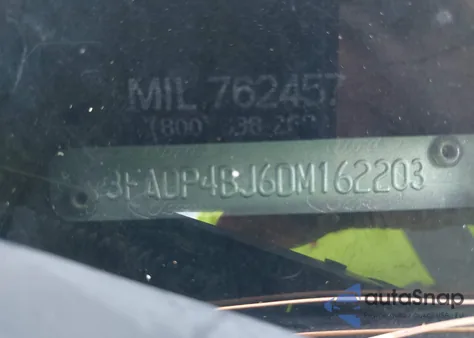 MIL 762457
(800)
3FADP4BJ6DM162203
autoSnap